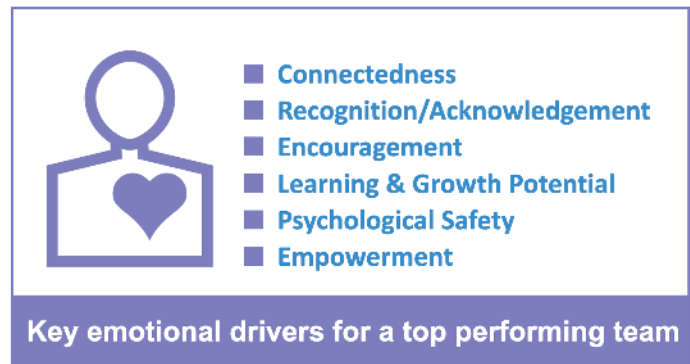 Connectedness
Recognition/Acknowledgement
Encouragement
Learning & Growth Potential
Psychological Safety
Empowerment
Key emotional drivers for a top performing team